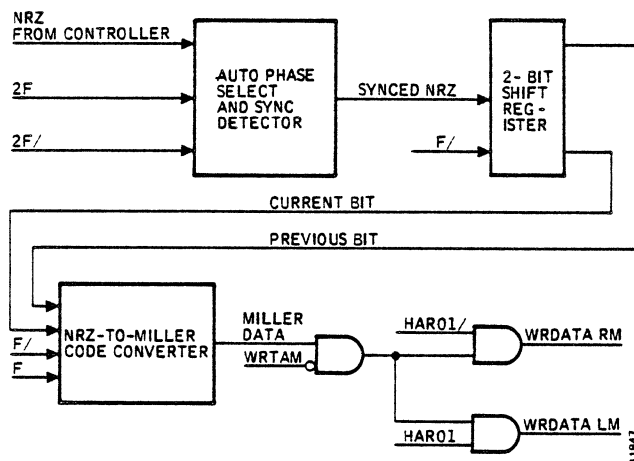 NRZ
FROM CONTROLLER
2F
2F/
AUTO PHASE
SELECT
AND SYNC
DETECTOR
SYNCED NRZ
F/
2-BIT
SHIFT
REG-
ISTER
CURRENT BIT
PREVIOUS BIT
F/
F
NRZ-TO-MILLER
CODE CONVERTER
MILLER
DATA
WRTAM
HAR01/
WRDATA RM
HAR01
WRDATA LM